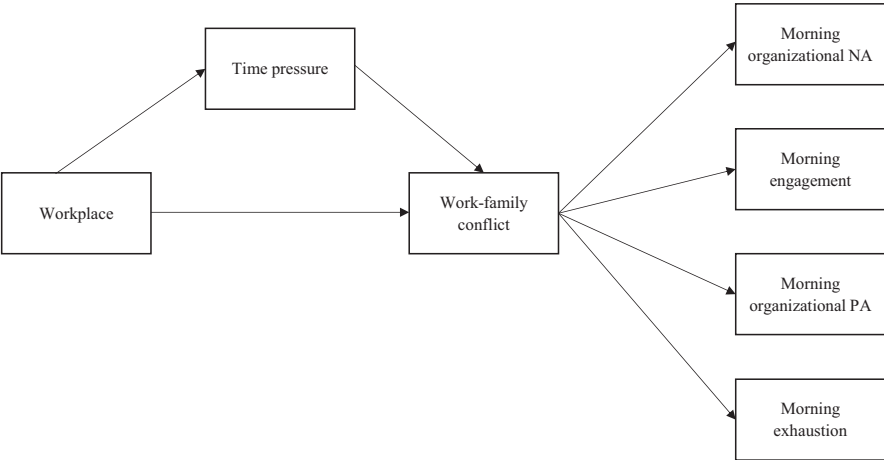 Time pressure
Workplace
Work-family
conflict
Morning
organizational NA
Morning
engagement
Morning
organizational PA
Morning
exhaustion